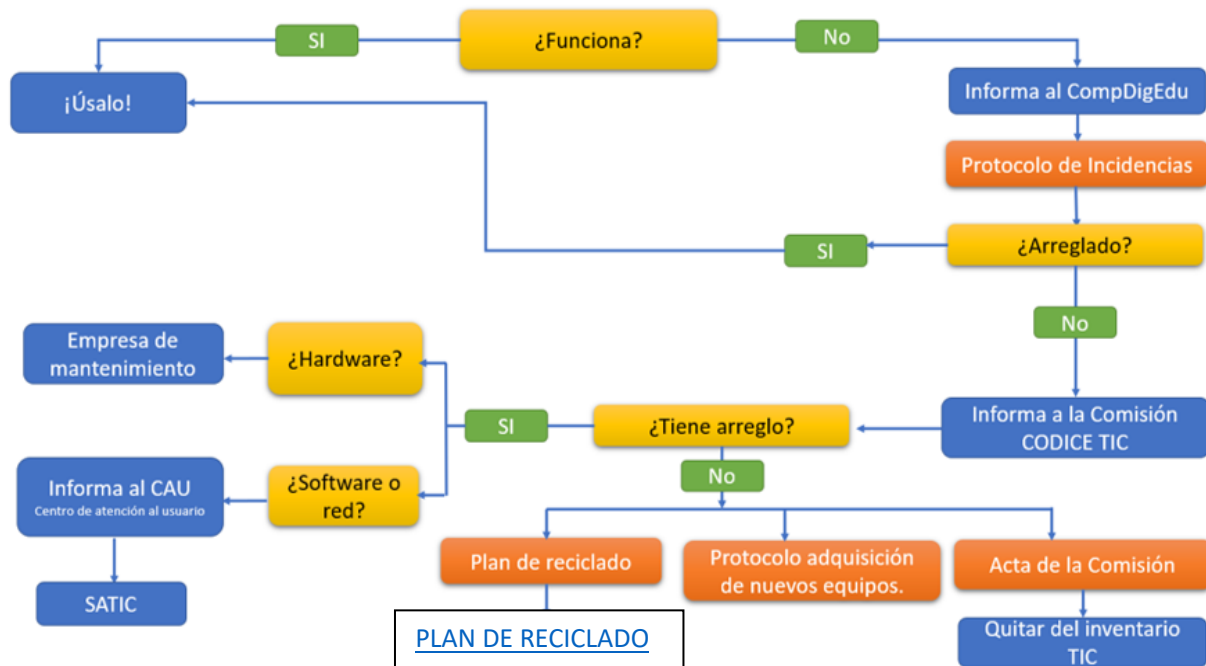 SI
¿Funciona?
No
¡Úsalo!
Informa al CompDigEdu
Protocolo de Incidencias
SI
¿Arreglado?
No
Empresa de
mantenimiento
¿Hardware?
SI
¿Tiene arreglo?
Informa a la Comisión
CODICE TIC
No
Informa al CAU
Centro de atención al usuario
¿Software o
red?
Plan de reciclado
Protocolo adquisición
de nuevos equipos.
Acta de la Comisión
SATIC
PLAN DE RECICLADO
Quitar del inventario
TIC